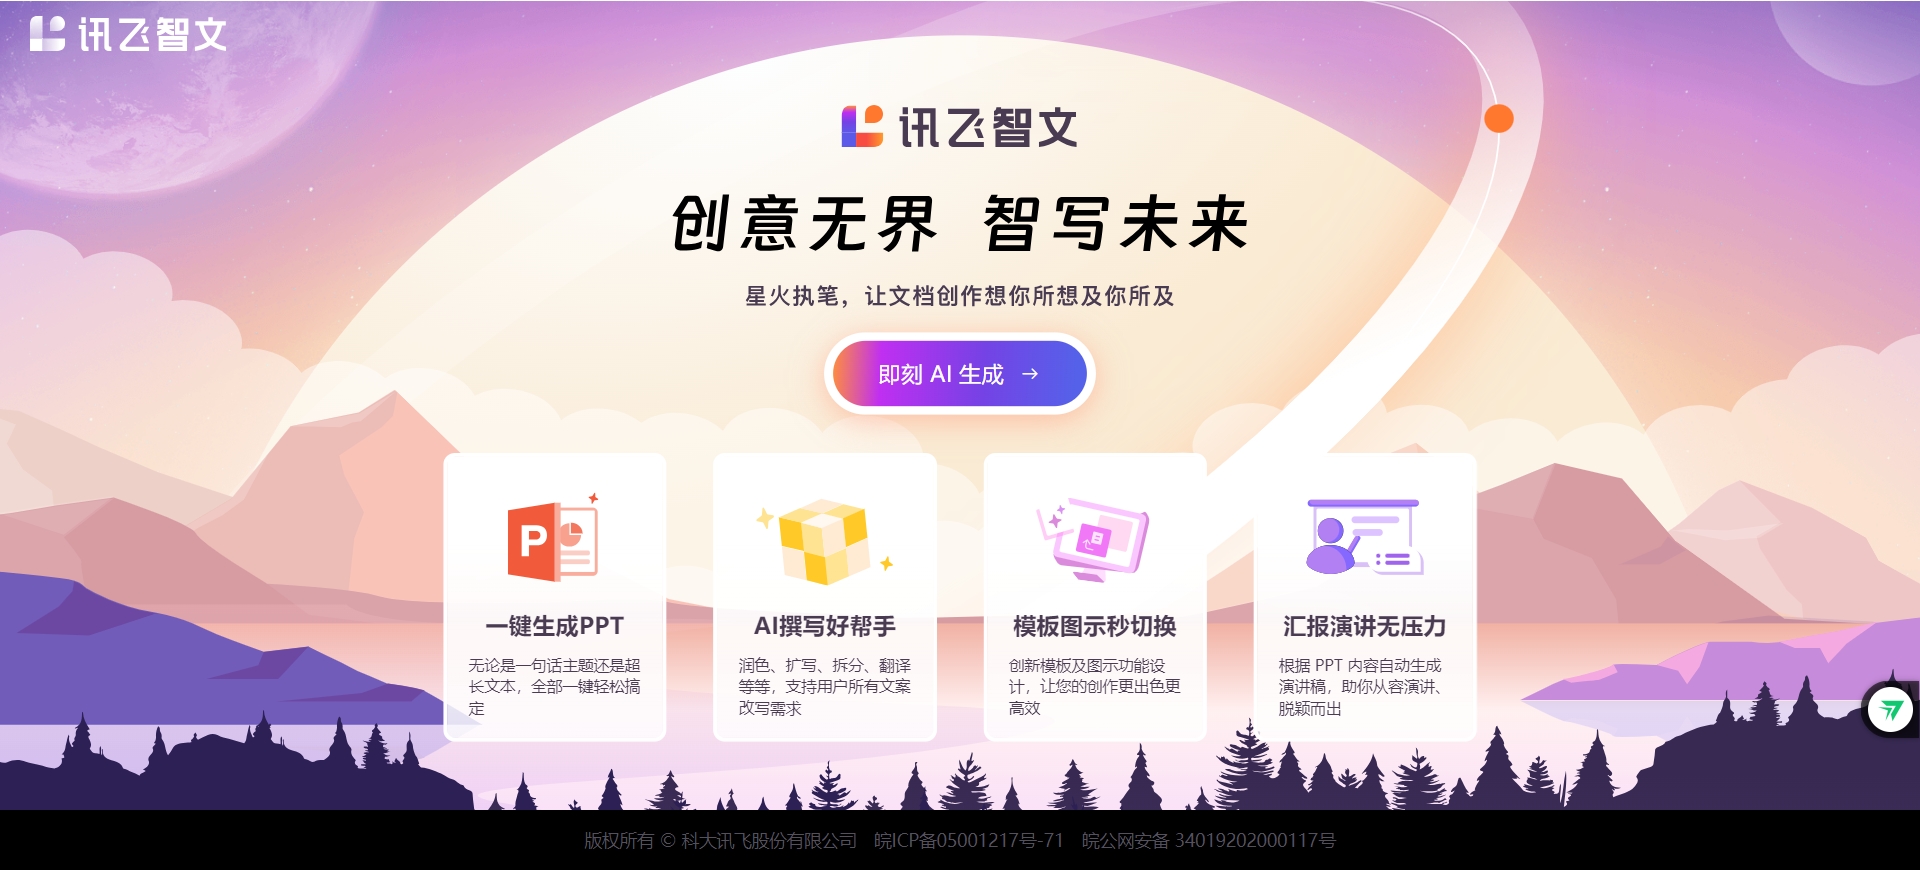 讯飞智文
讯飞智文
创意无界 智写未来
星火执笔，让文档创作想你所想及你所及
即刻 AI 生成 →
P
一键生成PPT
无论是一句话主题还是超
长文本，全部一键轻松搞
定
AI撰写好帮手
润色、扩写、拆分、翻译
等等，支持用户所有文案
改写需求
模板图示秒切换
创新模板及图示功能设
计，让您的创作更出色更
高效
汇报演讲无压力
根据 PPT 内容自动生成
演讲稿，助你从容演讲、
脱颖而出
版权所有 © 科大讯飞股份有限公司 皖ICP备05001217号-71 皖公网安备 34019202000117号